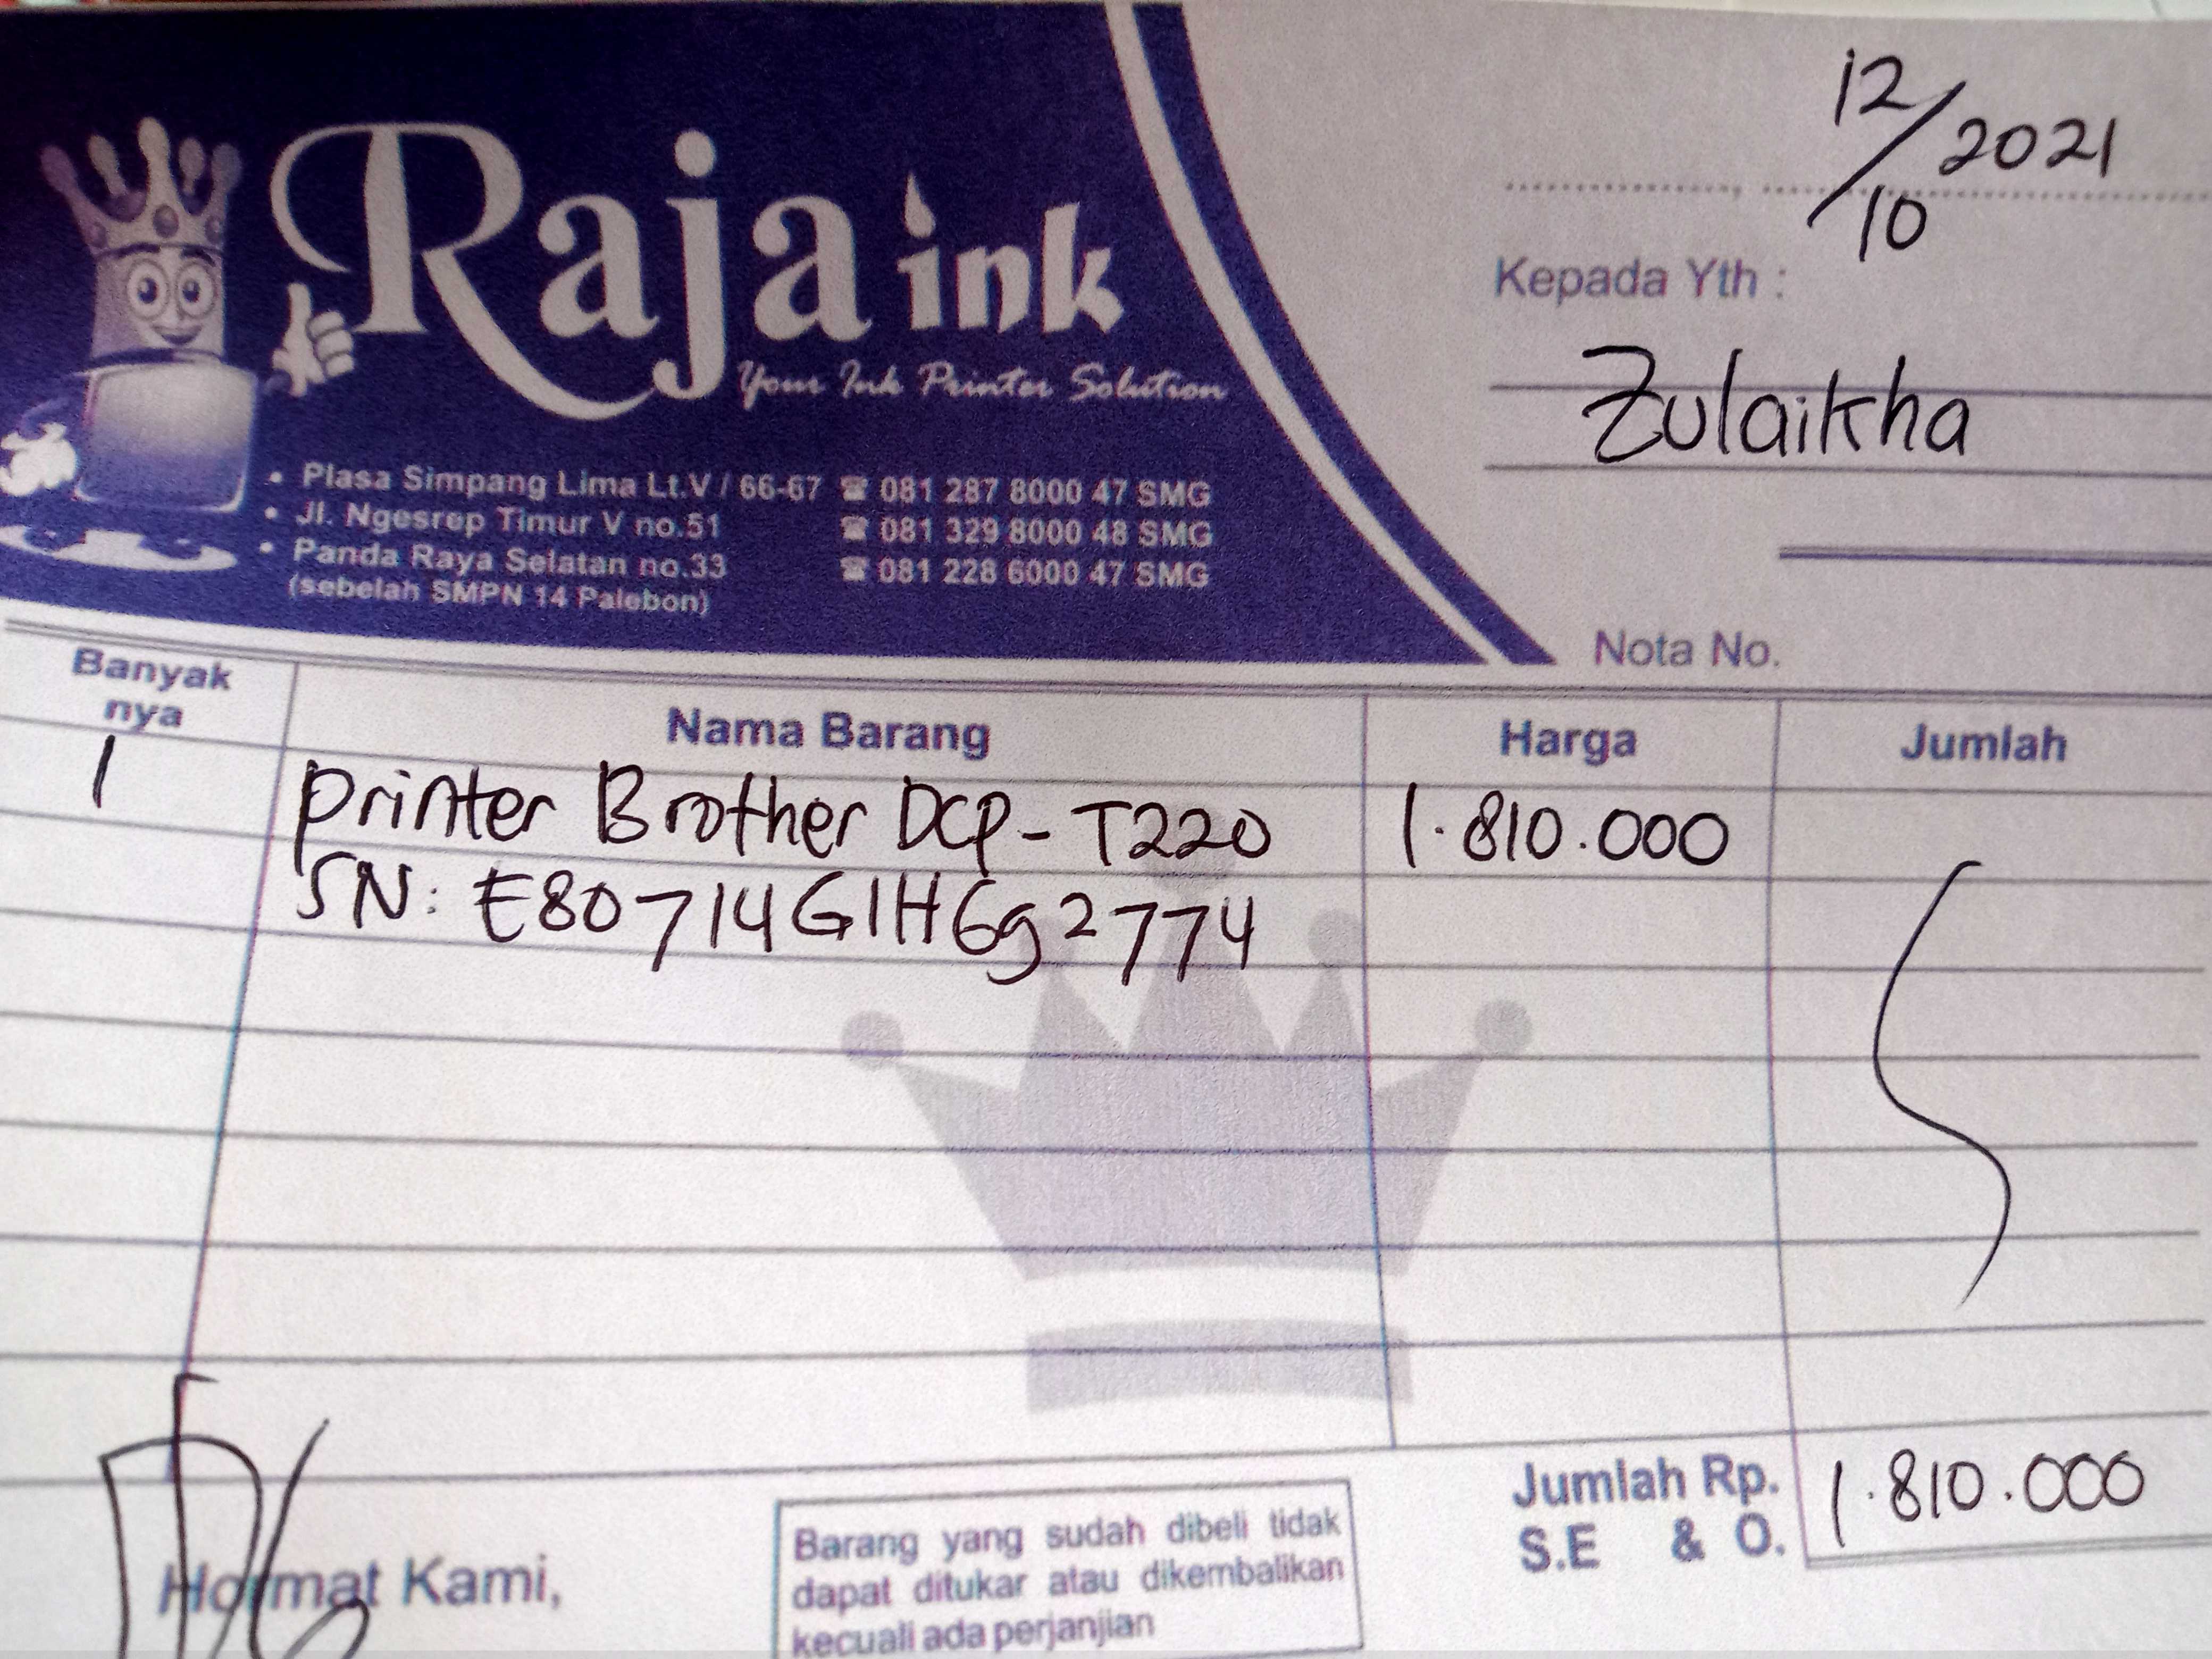 Raja ink
Your Ink Printer Solution
• Plasa Simpang Lima Lt.V / 66-67 ☎ 081 287 8000 47 SMG
• Jl. Ngesrep Timur V no.51 ☎ 081 329 8000 48 SMG
• Panda Raya Selatan no.33 ☎ 081 228 6000 47 SMG
(sebelah SMPN 14 Palebon)
12/10 2021
Kepada Yth :
Zulaikha
Nota No.
Banyak nya Nama Barang Harga Jumlah
1 Printer Brother DCP-T220 1.810.000
SN: E80714G1H6g2774
Jumlah Rp. 1.810.000
S.E & O.
Hormat Kami,
Barang yang sudah dibeli tidak
dapat ditukar atau dikembalikan
kecuali ada perjanjian